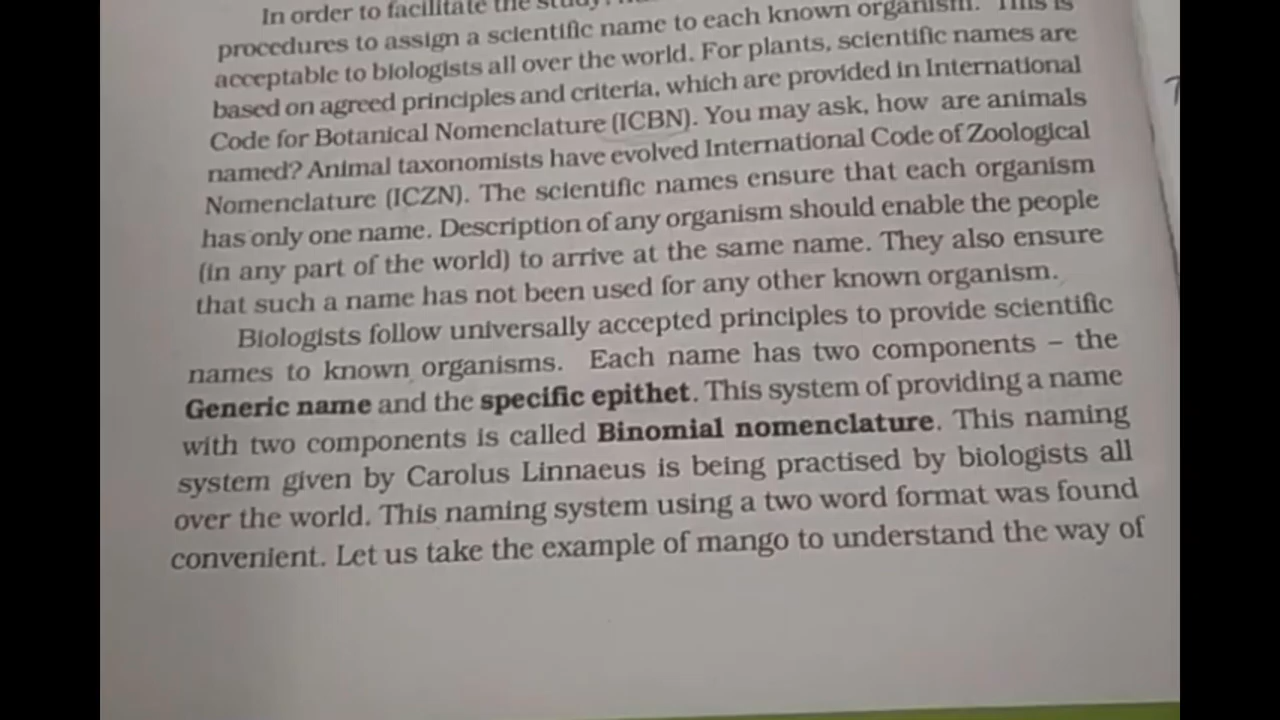 In order to facilitate the study,
procedures to assign a scientific name to each known organism. This is
acceptable to biologists all over the world. For plants, scientific names are
based on agreed principles and criteria, which are provided in International
Code for Botanical Nomenclature (ICBN). You may ask, how are animals
named? Animal taxonomists have evolved International Code of Zoological
Nomenclature (ICZN). The scientific names ensure that each organism
has only one name. Description of any organism should enable the people
(in any part of the world) to arrive at the same name. They also ensure
that such a name has not been used for any other known organism.
Biologists follow universally accepted principles to provide scientific
names to known organisms. Each name has two components – the
Generic name and the specific epithet. This system of providing a name
with two components is called Binomial nomenclature. This naming
system given by Carolus Linnaeus is being practised by biologists all
over the world. This naming system using a two word format was found
convenient. Let us take the example of mango to understand the way of